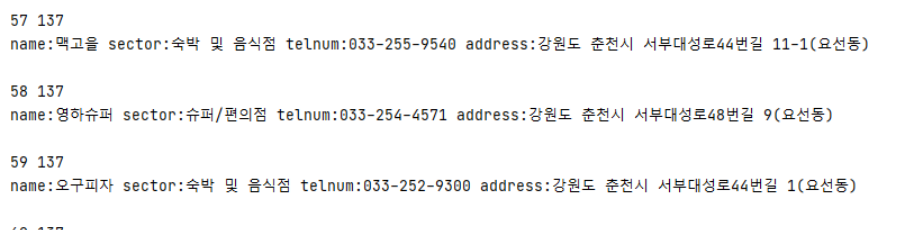 57 137
name:맥고을 sector:숙박 및 음식점 telnum:033-255-9540 address:강원도 춘천시 서부대성로44번길 11-1(요선동)
58 137
name:영하슈퍼 sector:슈퍼/편의점 telnum:033-254-4571 address:강원도 춘천시 서부대성로48번길 9(요선동)
59 137
name:오구피자 sector:숙박 및 음식점 telnum:033-252-9300 address:강원도 춘천시 서부대성로44번길 1(요선동)